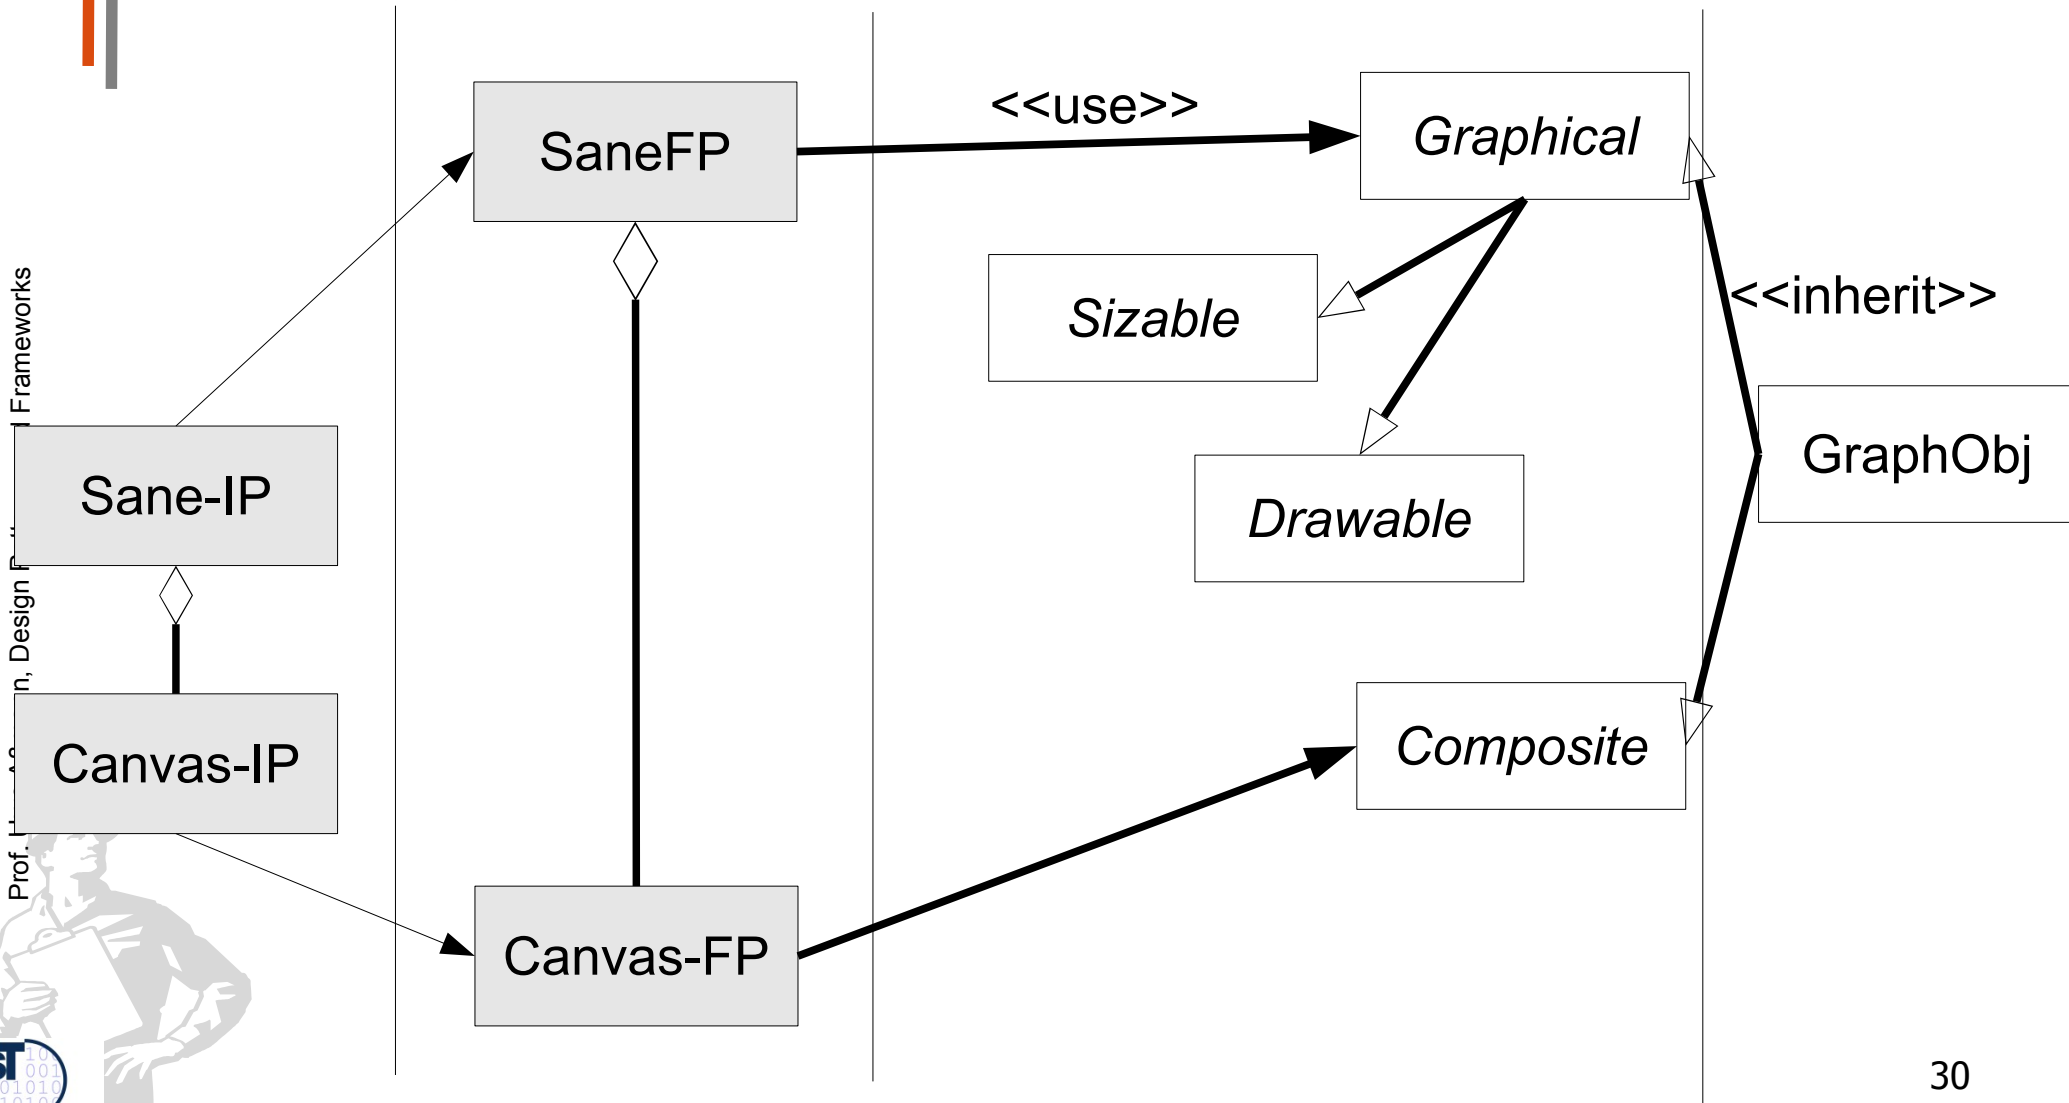 <<use>>
SaneFP
Graphical
Sizable
<<inherit>>
GraphObj
Sane-IP
Drawable
Canvas-IP
Composite
Canvas-FP
Prof. n, Design Frameworks
30